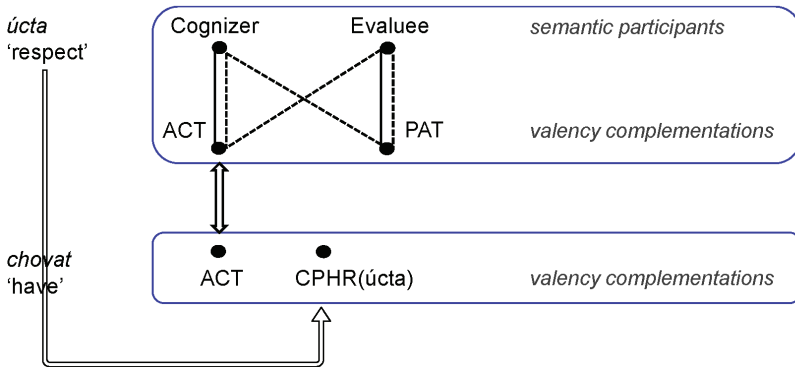 úcta
'respect'
Cognizer Evaluee semantic participants
ACT PAT valency complementations
chovat
'have'
ACT CPHR(úcta) valency complementations